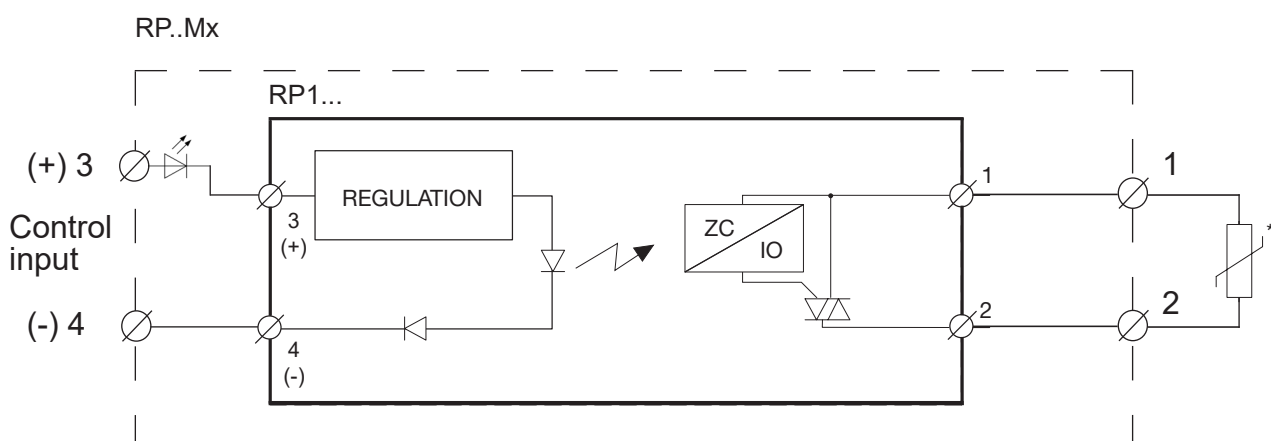 RP..Mx
RP1...
(+) 3
Control
input
(-) 4
3
(+)
4
(-)
REGULATION
ZC
IO
1
2
1
2
*